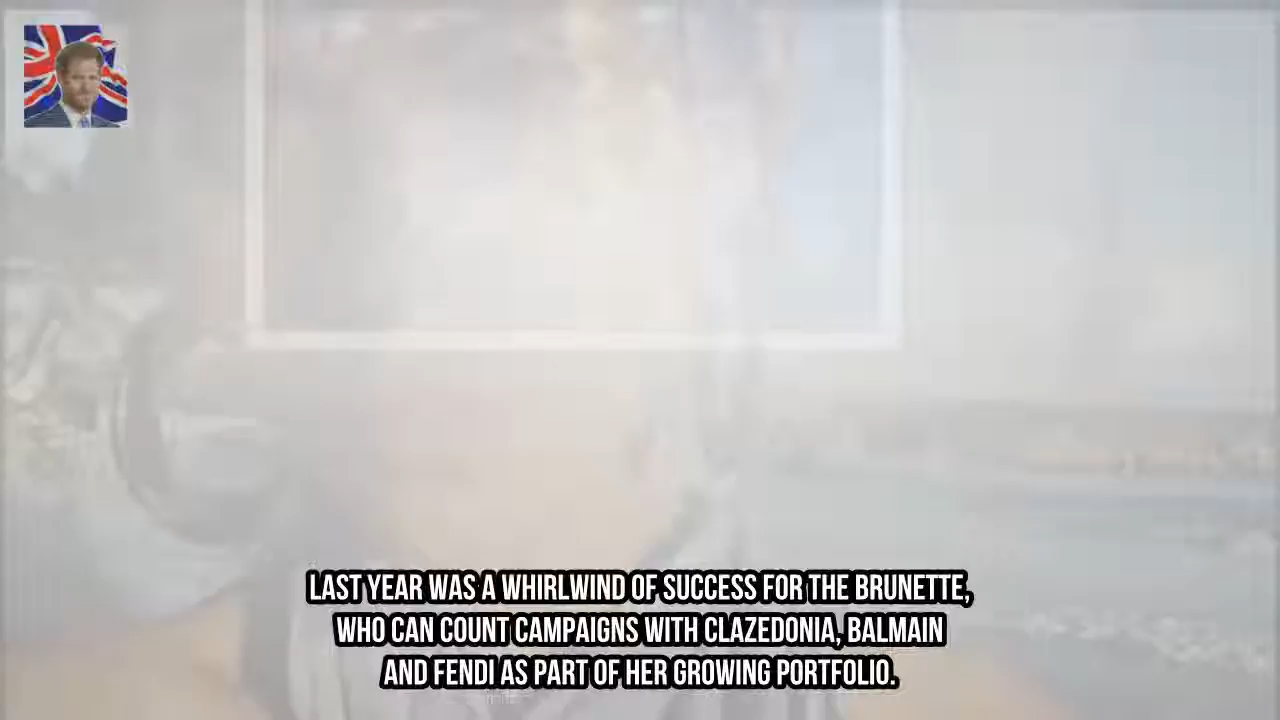 LAST YEAR WAS A WHIRLWIND OF SUCCESS FOR THE BRUNETTE,
WHO CAN COUNT CAMPAIGNS WITH CLAZEDONIA, BALMAIN
AND FENDI AS PART OF HER GROWING PORTFOLIO.